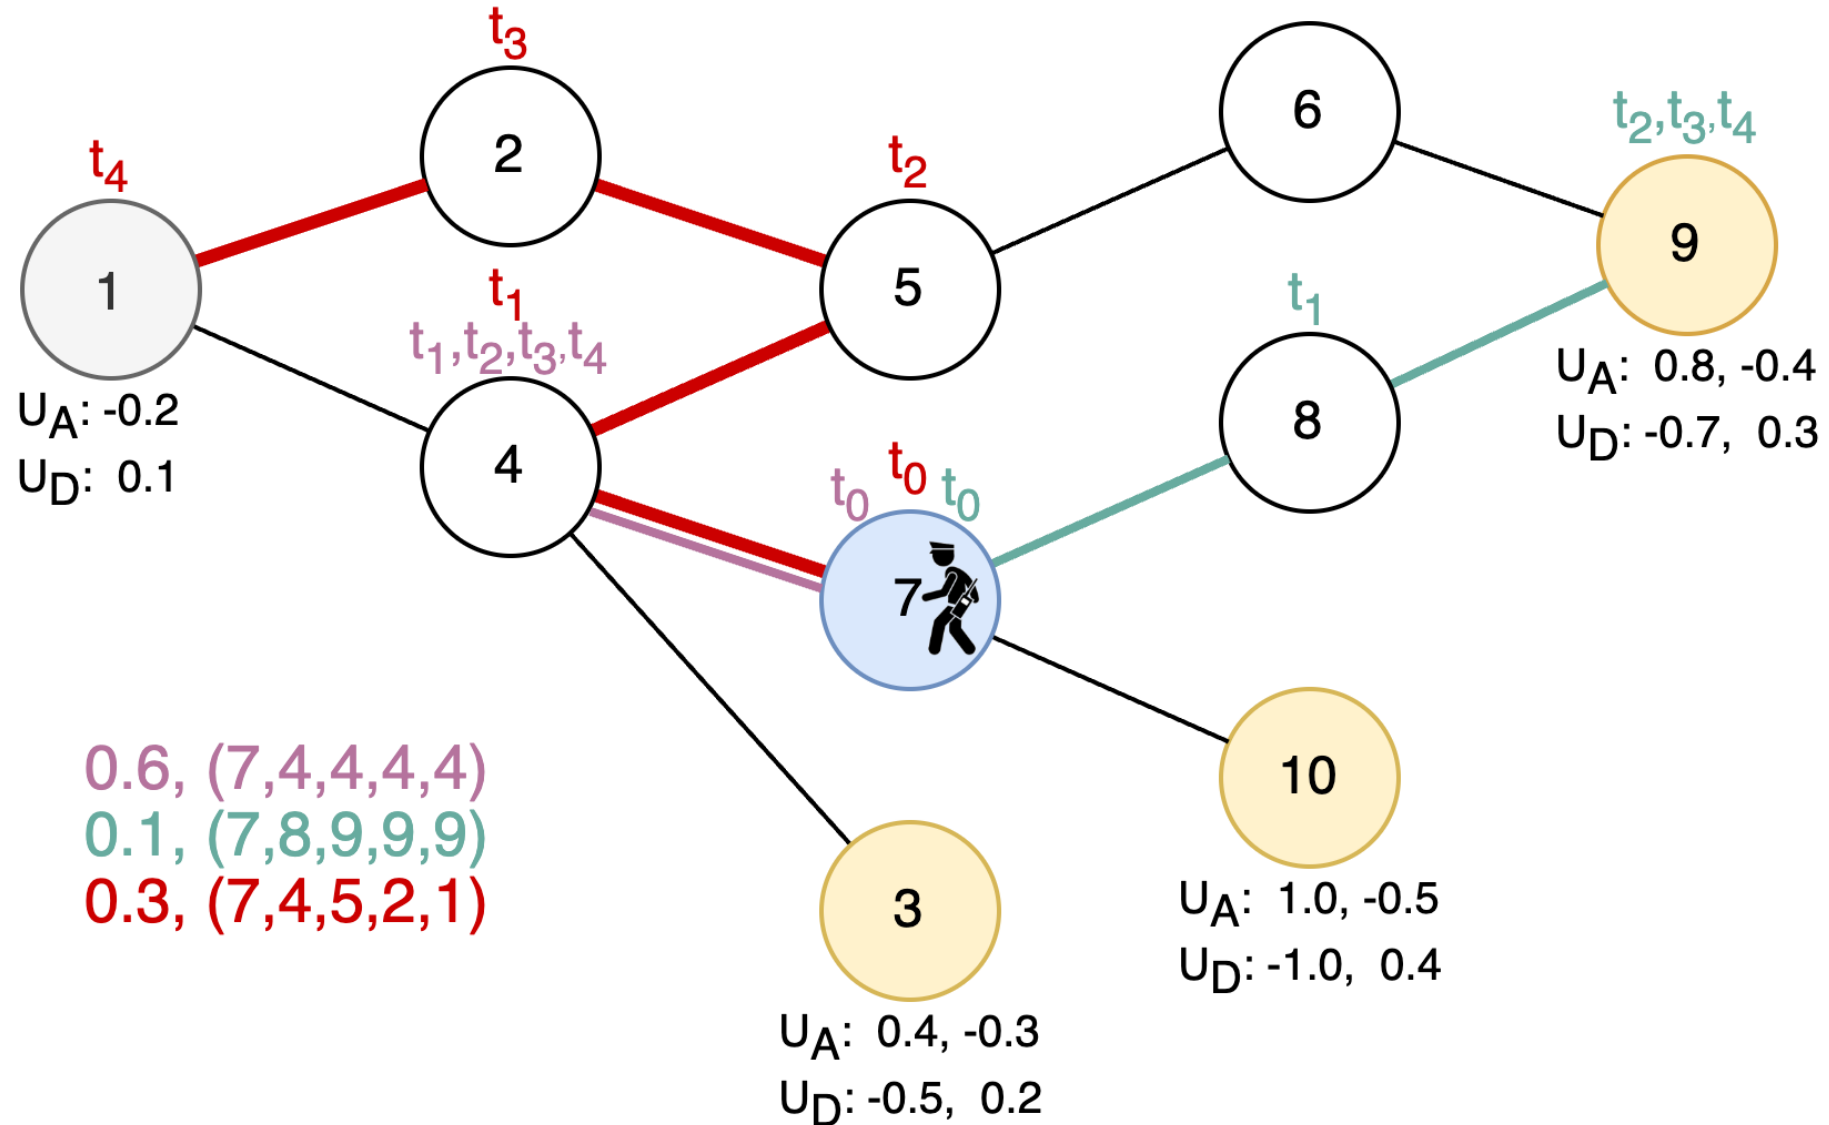 t3
6
t2,t3,t4
2
t4
t2
9
1
t1
5
t1
t1,t2,t3,t4
UA: 0.8, -0.4
UD: -0.7, 0.3
UA: -0.2
UD: 0.1
4
8
t0 t0 t0
7
0.6, (7,4,4,4,4)
0.1, (7,8,9,9,9)
0.3, (7,4,5,2,1)
10
3
UA: 1.0, -0.5
UD: -1.0, 0.4
UA: 0.4, -0.3
UD: -0.5, 0.2